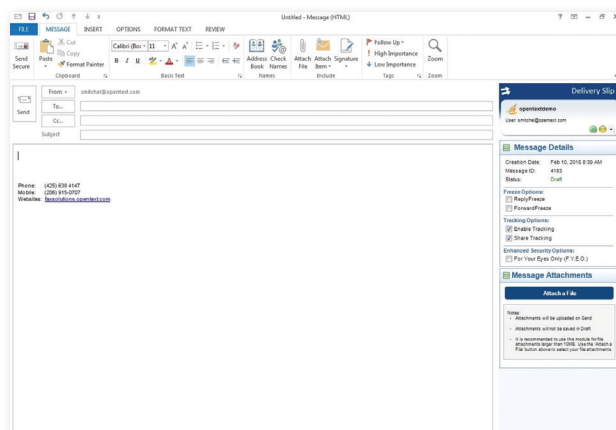 Untitled - Message (HTML)
FILE MESSAGE INSERT OPTIONS FORMAT TEXT REVIEW
Send Secure
Paste
Cut
Copy
Format Painter
Clipboard
Calibri (Boc 11
B I U
Basic Text
Address Book
Check Names
Names
Attach File
Attach Item
Signature
Include
Follow Up
High Importance
Low Importance
Tags
Zoom
Zoom
Send
From
smitchel@opentext.com
To...
Cc...
Subject
Phone: (425) 638 4147
Mobile: (206) 915-0707
Websites: faxsolutions.opentext.com
Delivery Slip
opentextdemo
User: smitchel@opentext.com
Message Details
Creation Date: Feb 10, 2016 8:39 AM
Message ID: 4183
Status: Draft
Freeze Options:
ReplyFreeze
ForwardFreeze
Tracking Options:
Enable Tracking
Share Tracking
Enhanced Security Options:
For Your Eyes Only (F.Y.E.O.)
Message Attachments
Attach a File
Notes:
- Attachments will be uploaded on Send
- Attachments will not be saved in Draft
- It is recommended to use this module for file
attachments larger than 10MB. Use the 'Attach a
File' button above to select your file attachments.